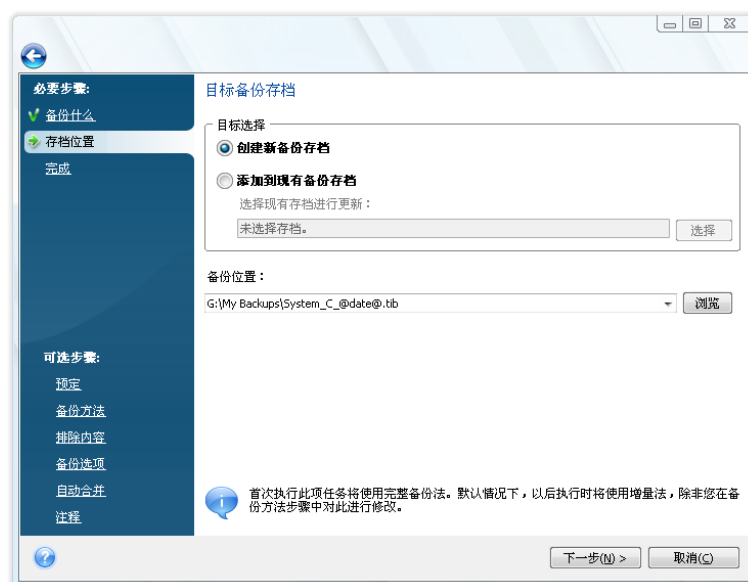 必要步骤:
备份什么
存档位置
完成
可选步骤:
预定
备份方法
排除内容
备份选项
自动合并
注释
目标备份存档
目标选择
创建新备份存档
添加到现有备份存档
选择现有存档进行更新：
未选择存档。
选择
备份位置：
G:\My Backups\System_C_@date@.tib
浏览
首次执行此项任务将使用完整备份法。默认情况下，以后执行时将使用增量法，除非您在备
份方法步骤中对此进行修改。
下一步(N) >
取消(C)